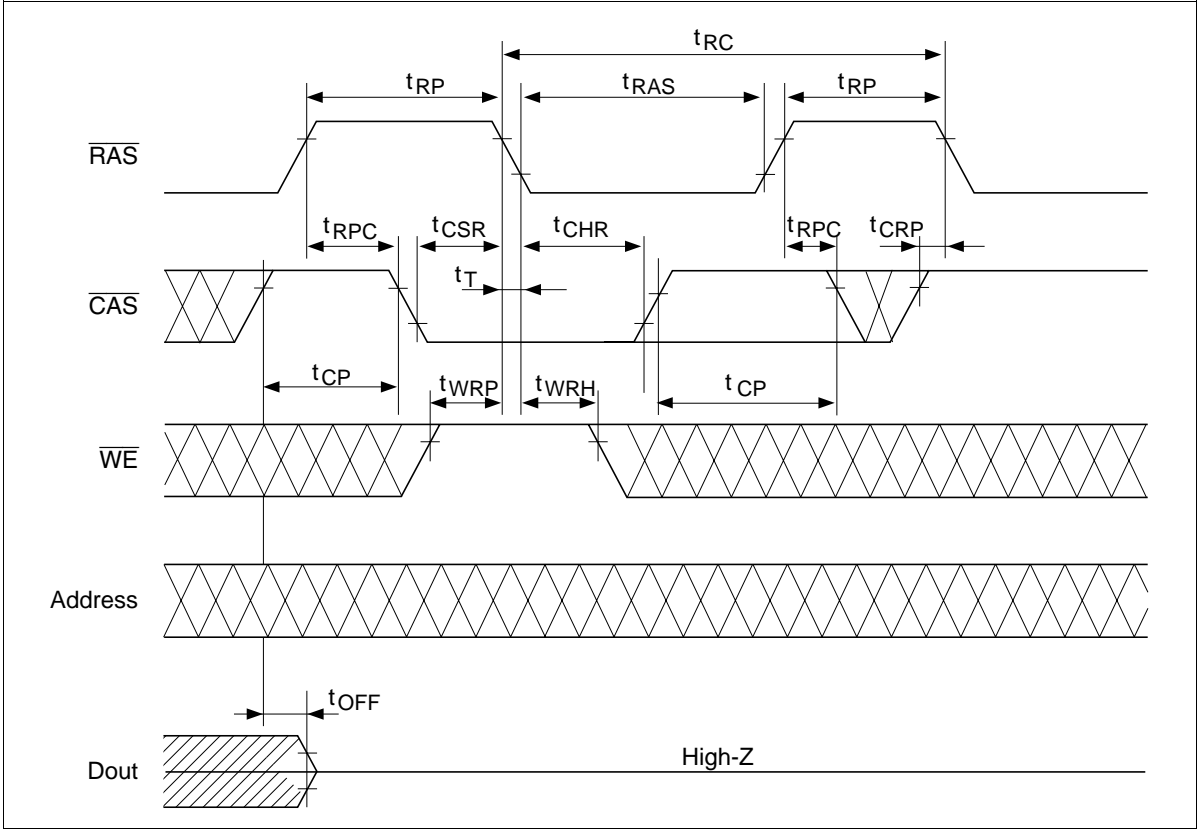 tRC
tRP tRAS tRP
RAS
tRPC tCSR tCHR tRPC tCRP
tT
CAS
tCP tWRP tWRH tCP
WE
Address
tOFF
High-Z
Dout